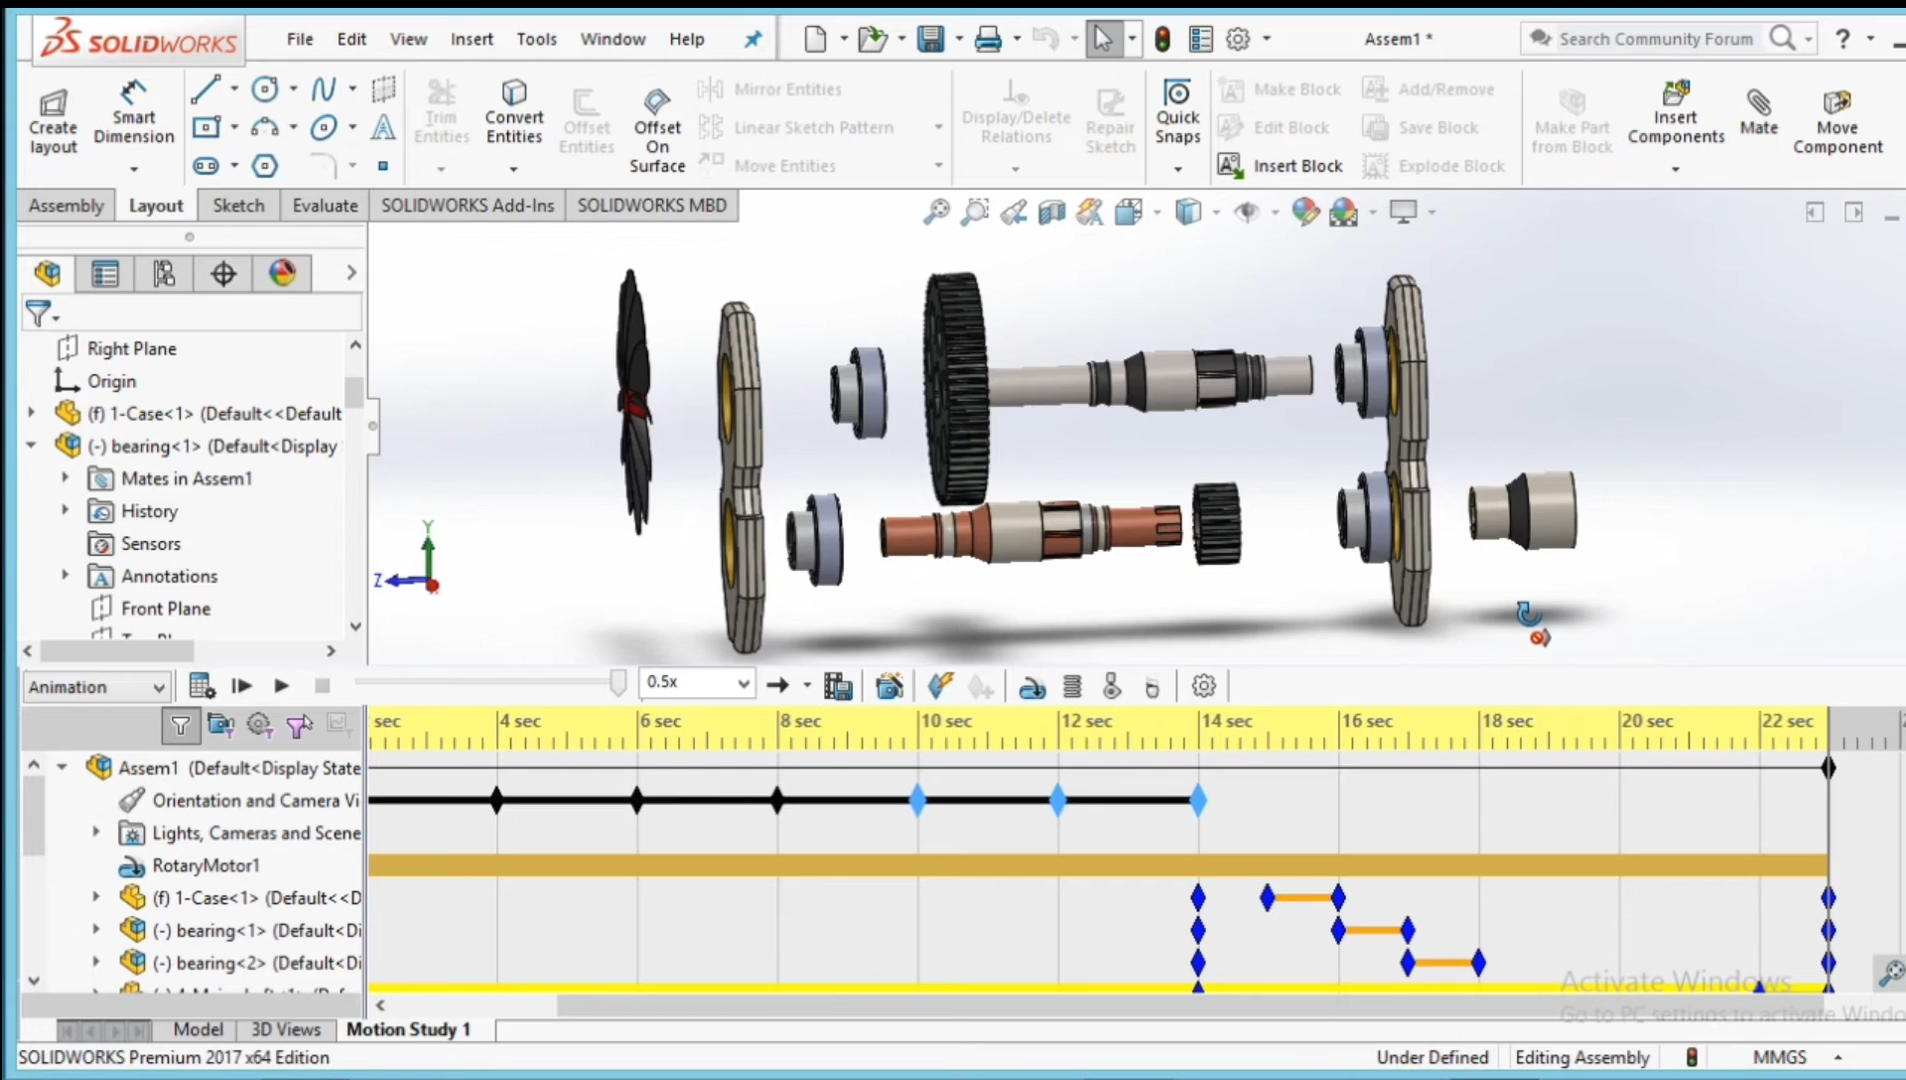 SOLIDWORKS File Edit View Insert Tools Window Help Assem1 * Search Community Forum ?
Create layout
Smart Dimension
Trim Entities
Convert Entities
Offset Entities
Offset On Surface
Mirror Entities
Linear Sketch Pattern
Move Entities
Display/Delete Relations
Repair Sketch
Quick Snaps
Make Block
Edit Block
Insert Block
Add/Remove
Save Block
Explode Block
Make Part from Block
Insert Components
Mate
Move Component
Assembly Layout Sketch Evaluate SOLIDWORKS Add-Ins SOLIDWORKS MBD
Right Plane
Origin
(f) 1-Case<1> (Default<<Default
(-) bearing<1> (Default<Display
Mates in Assem1
History
Sensors
Annotations
Front Plane
Y
Z
Animation 0.5x
sec 4 sec 6 sec 8 sec 10 sec 12 sec 14 sec 16 sec 18 sec 20 sec 22 sec
Assem1 (Default<Display State
Orientation and Camera Vi
Lights, Cameras and Scene
RotaryMotor1
(f) 1-Case<1> (Default<<D
(-) bearing<1> (Default<Di
(-) bearing<2> (Default<Di
Activate Windows
Go to PC settings to activate Windo
Model 3D Views Motion Study 1
SOLIDWORKS Premium 2017 x64 Edition Under Defined Editing Assembly MMGS